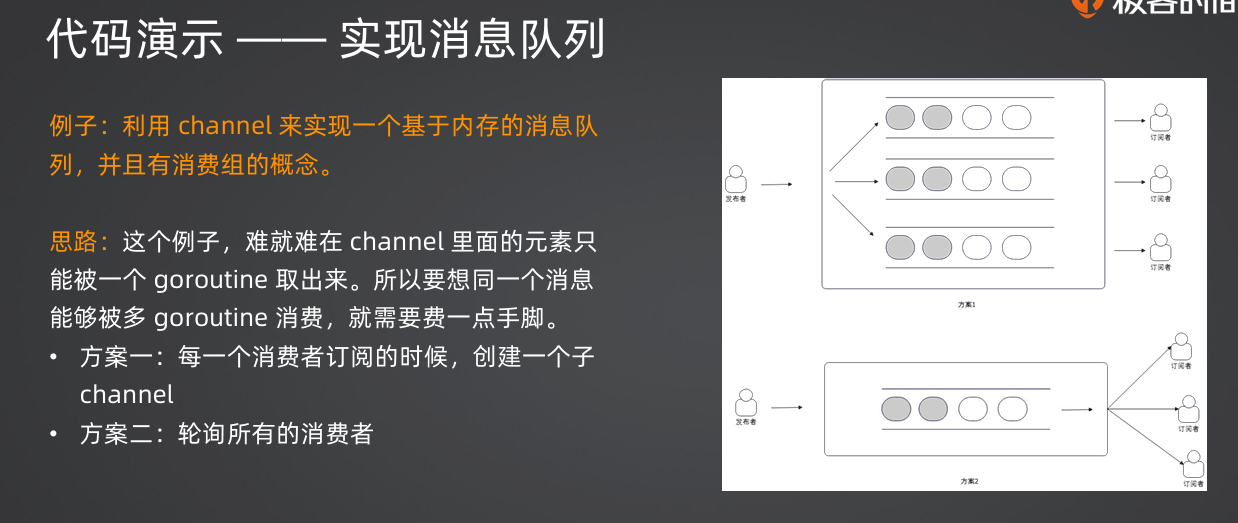 代码演示 —— 实现消息队列
极客时间
例子：利用 channel 来实现一个基于内存的消息队
列，并且有消费组的概念。
思路：这个例子，难就难在 channel 里面的元素只
能被一个 goroutine 取出来。所以要想同一个消息
能够被多 goroutine 消费，就需要费一点手脚。
• 方案一：每一个消费者订阅的时候，创建一个子
channel
• 方案二：轮询所有的消费者
订阅者
发布者
订阅者
订阅者
方案1
订阅者
发布者
订阅者
订阅者
方案2